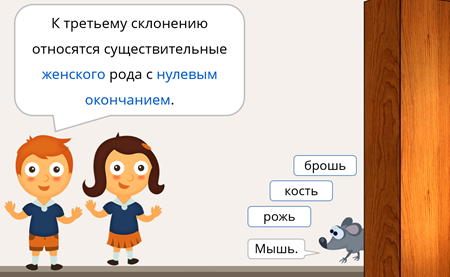 К третьему склонению
относятся существительные
женского рода с нулевым
окончанием.
брошь
кость
рожь
Мышь.